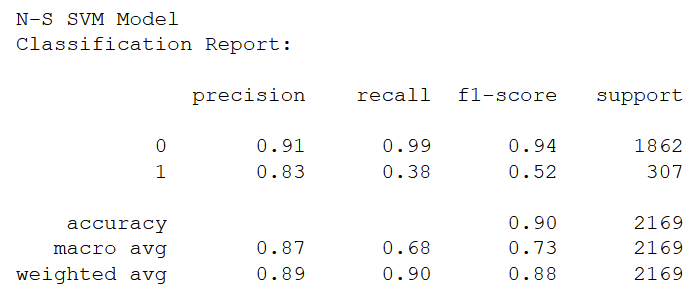 N-S SVM Model
Classification Report:
precision recall f1-score support
0 0.91 0.99 0.94 1862
1 0.83 0.38 0.52 307
accuracy 0.90 2169
macro avg 0.87 0.68 0.73 2169
weighted avg 0.89 0.90 0.88 2169